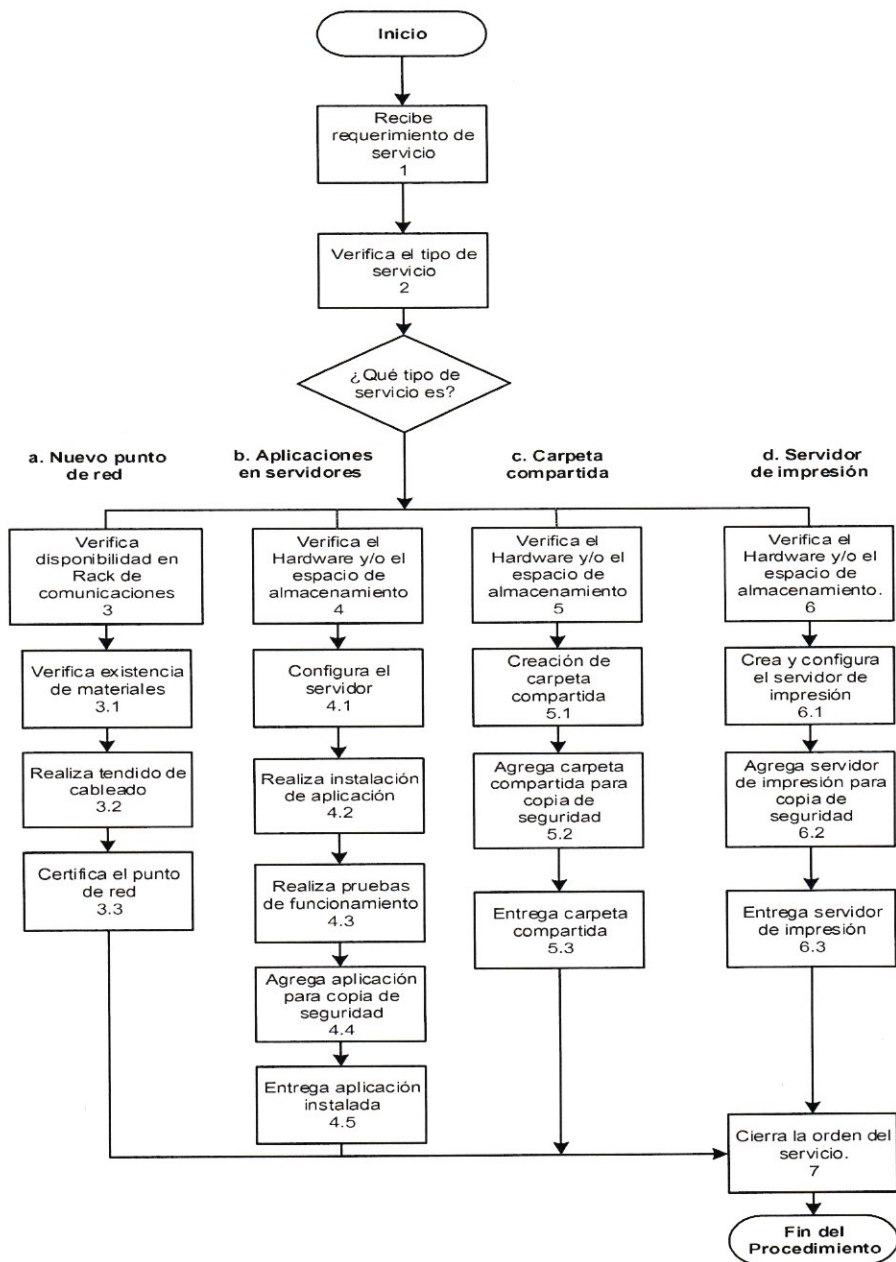 Inicio
Recibe
requerimiento de
servicio
1
Verifica el tipo de
servicio
2
¿Qué tipo de
servicio es?
a. Nuevo punto
de red
b. Aplicaciones
en servidores
c. Carpeta
compartida
d. Servidor
de impresión
Verifica
disponibilidad en
Rack de
comunicaciones
3
Verifica existencia
de materiales
3.1
Realiza tendido de
cableado
3.2
Certifica el punto
de red
3.3
Verifica el
Hardware y/o el
espacio de
almacenamiento
4
Configura el
servidor
4.1
Realiza instalación
de aplicación
4.2
Realiza pruebas
de funcionamiento
4.3
Agrega aplicación
para copia de
seguridad
4.4
Entrega aplicación
instalada
4.5
Verifica el
Hardware y/o el
espacio de
almacenamiento
5
Creación de
carpeta
compartida
5.1
Agrega carpeta
compartida para
copia de
seguridad
5.2
Entrega carpeta
compartida
5.3
Verifica el
Hardware y/o el
espacio de
almacenamiento.
6
Crea y configura
el servidor de
impresión
6.1
Agrega servidor
de impresión para
copia de
seguridad
6.2
Entrega servidor
de impresión
6.3
Cierra la orden del
servicio.
7
Fin del
Procedimiento